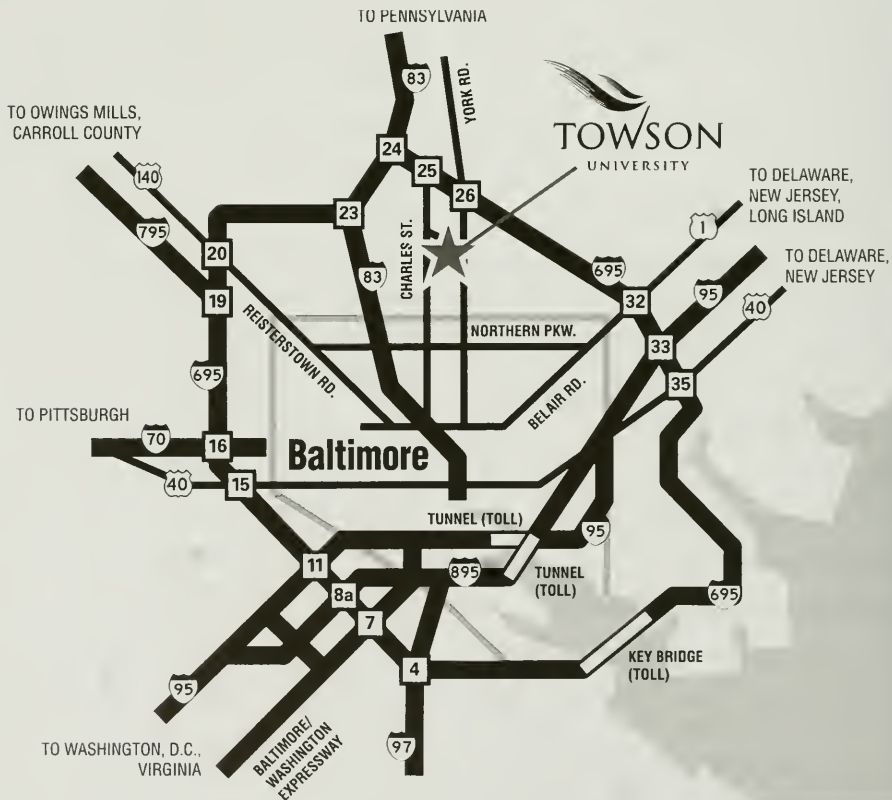 TO PENNSYLVANIA
83
YORK RD.
TOWSON
UNIVERSITY
TO OWINGS MILLS,
CARROLL COUNTY
140
795
24
25
26
23
20
19
CHARLES ST.
83
TO DELAWARE,
NEW JERSEY,
LONG ISLAND
1
TO DELAWARE,
NEW JERSEY
695
32
95
40
33
35
REISTERSTOWN RD.
NORTHERN PKW.
BELAIR RD.
695
TO PITTSBURGH
70
16
40
15
Baltimore
TUNNEL (TOLL)
95
11
895
TUNNEL
(TOLL)
8a
7
695
4
KEY BRIDGE
(TOLL)
95
97
TO WASHINGTON, D.C.,
VIRGINIA
BALTIMORE/
WASHINGTON
EXPRESSWAY